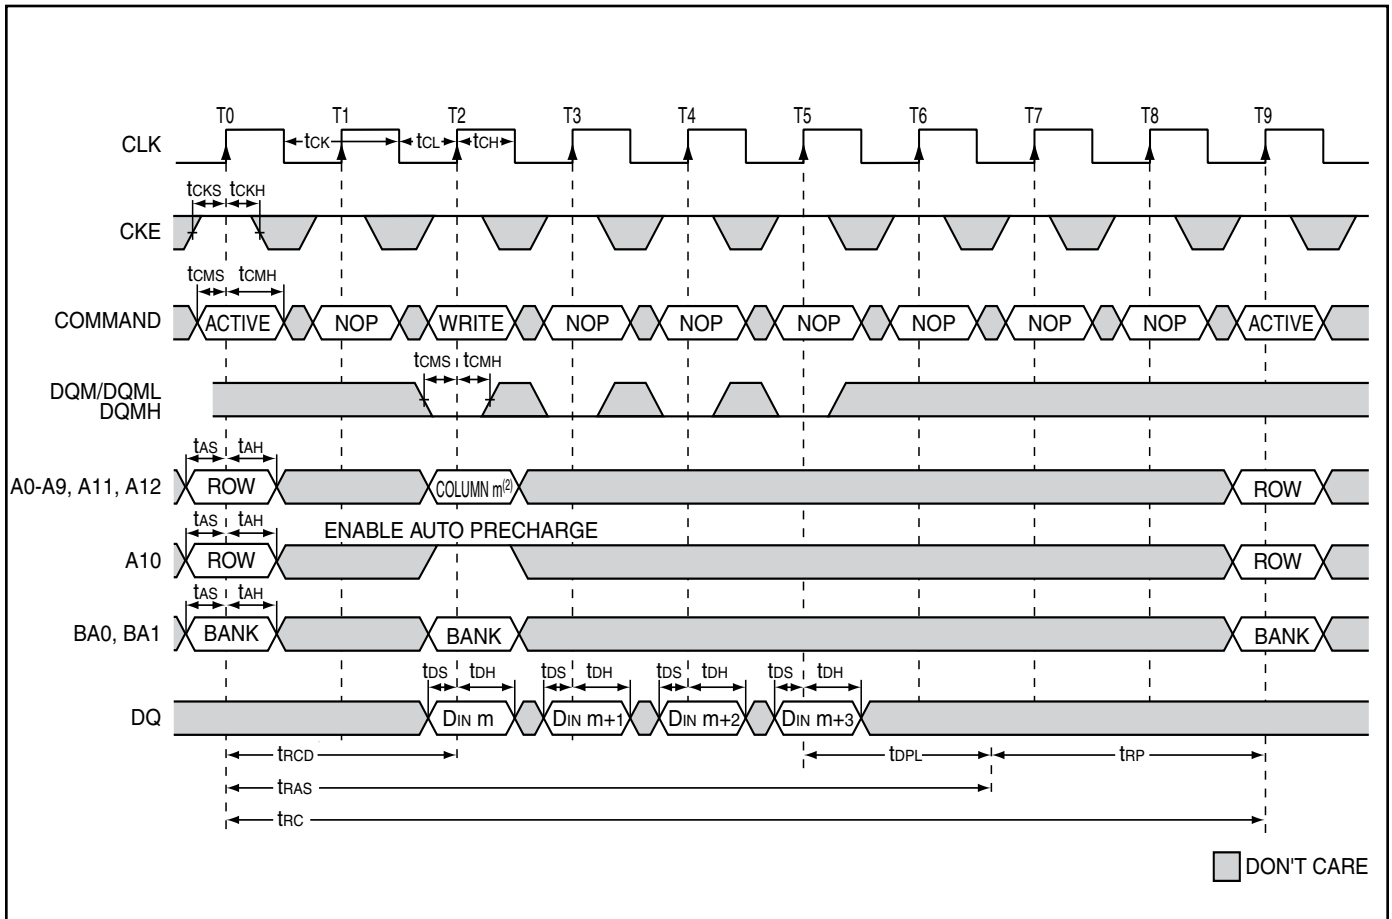 T0 T1 T2 T3 T4 T5 T6 T7 T8 T9
CLK tCK tCL tCH
tCKS tCKH
CKE
tCMS tCMH
COMMAND ACTIVE NOP WRITE NOP NOP NOP NOP NOP NOP ACTIVE
tCMS tCMH
DQM/DQML
DQMH
tAS tAH
A0-A9, A11, A12 ROW COLUMN m(2) ROW
tAS tAH ENABLE AUTO PRECHARGE
A10 ROW ROW
tAS tAH
BA0, BA1 BANK BANK BANK
tDS tDH tDS tDH tDS tDH tDS tDH
DQ DIN m DIN m+1 DIN m+2 DIN m+3
tRCD tDPL tRP
tRAS
tRC
DON'T CARE